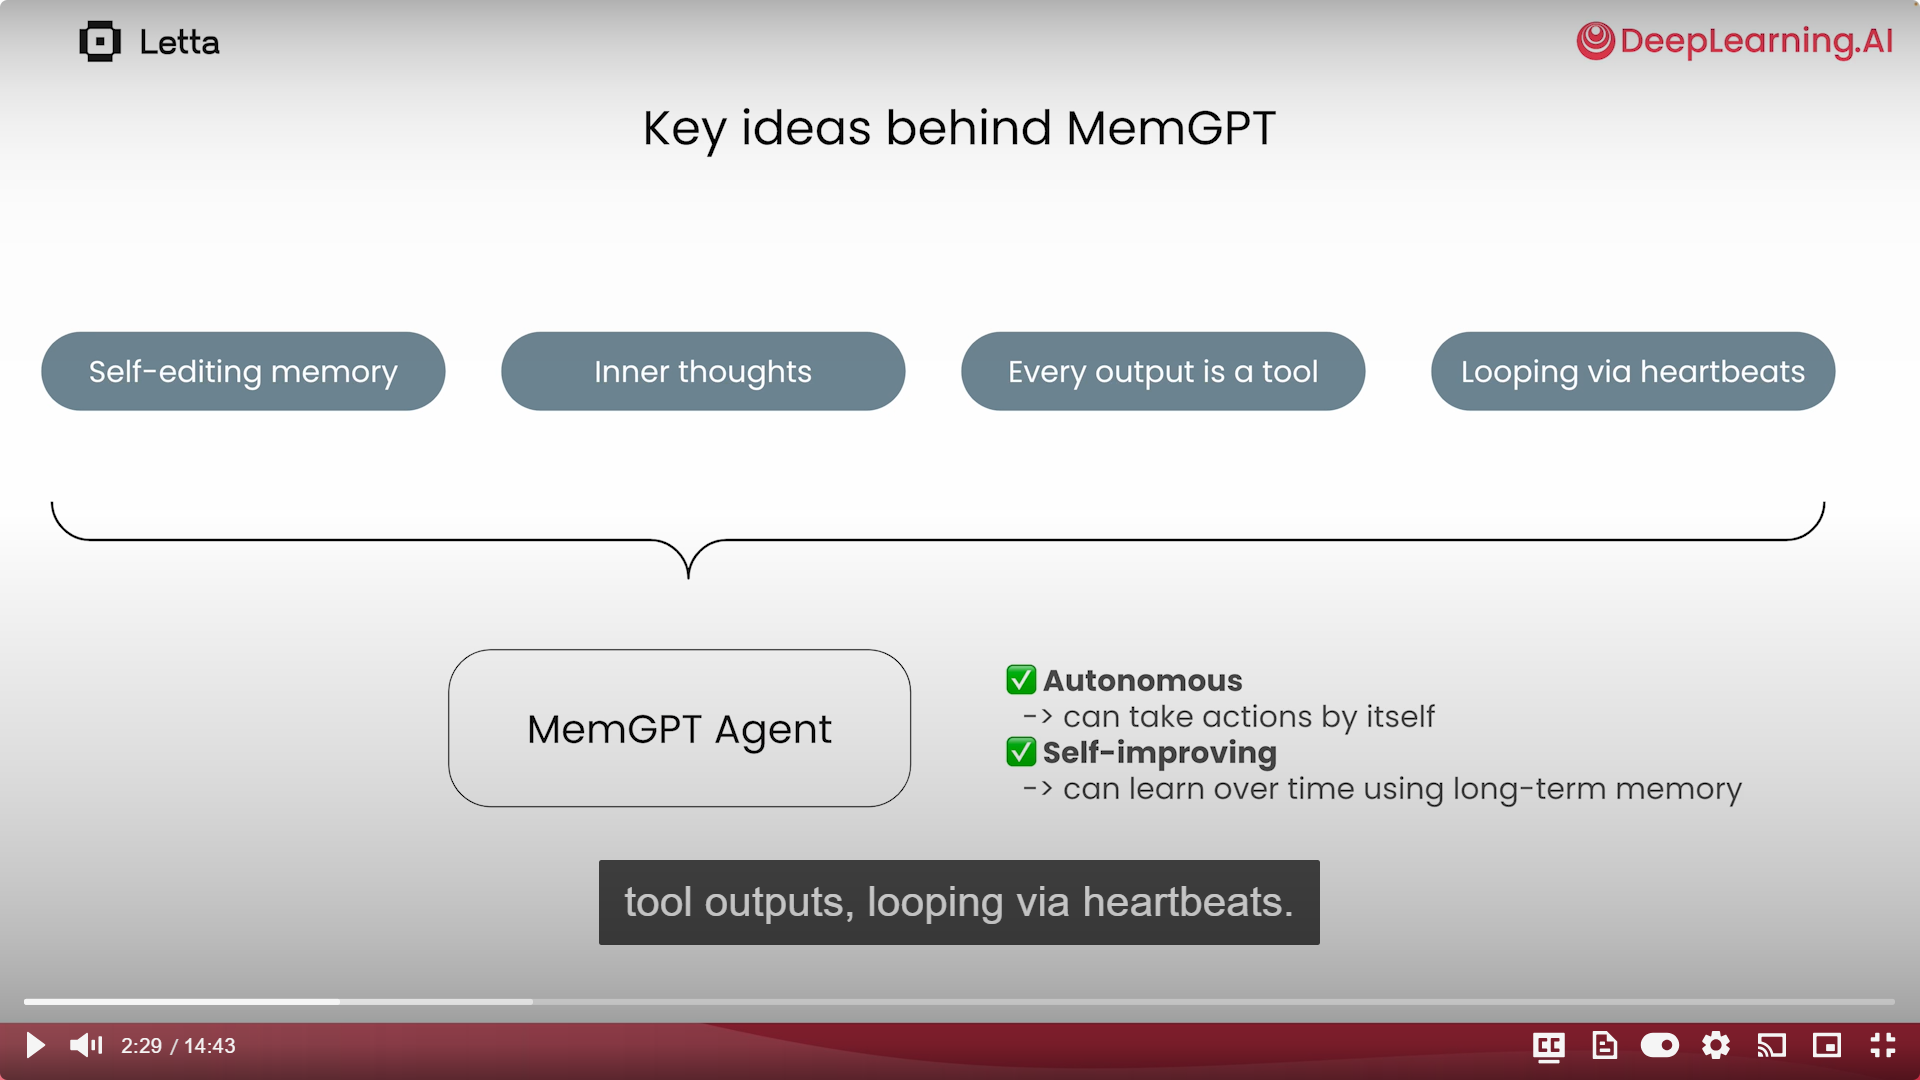 Letta
DeepLearning.AI
Key ideas behind MemGPT
Self-editing memory
Inner thoughts
Every output is a tool
Looping via heartbeats
MemGPT Agent
✅ Autonomous
-> can take actions by itself
✅ Self-improving
-> can learn over time using long-term memory
tool outputs, looping via heartbeats.
2:29 / 14:43
CC